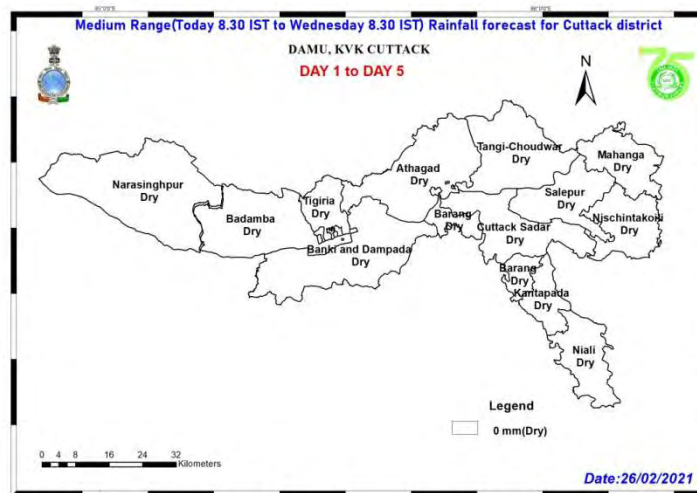 Medium Range(Today 8.30 IST to Wednesday 8.30 IST) Rainfall forecast for Cuttack district
DAMU, KVK CUTTACK
DAY 1 to DAY 5
N
75
Tangi-Choudwar
Dry
Mahanga
Dry
Athagad
Dry
Narasinghpur
Dry
Salepur
Dry
Tigiria
Dry
Badamba
Dry
Barang
Dry
Nischintakoili
Dry
Cuttack Sadar
Dry
Banki and Dampada
Dry
Barang
Dry
Kantapada
Dry
Niali
Dry
Legend
0 mm(Dry)
0 4 8 16 24 32
Kilometers
Date:26/02/2021